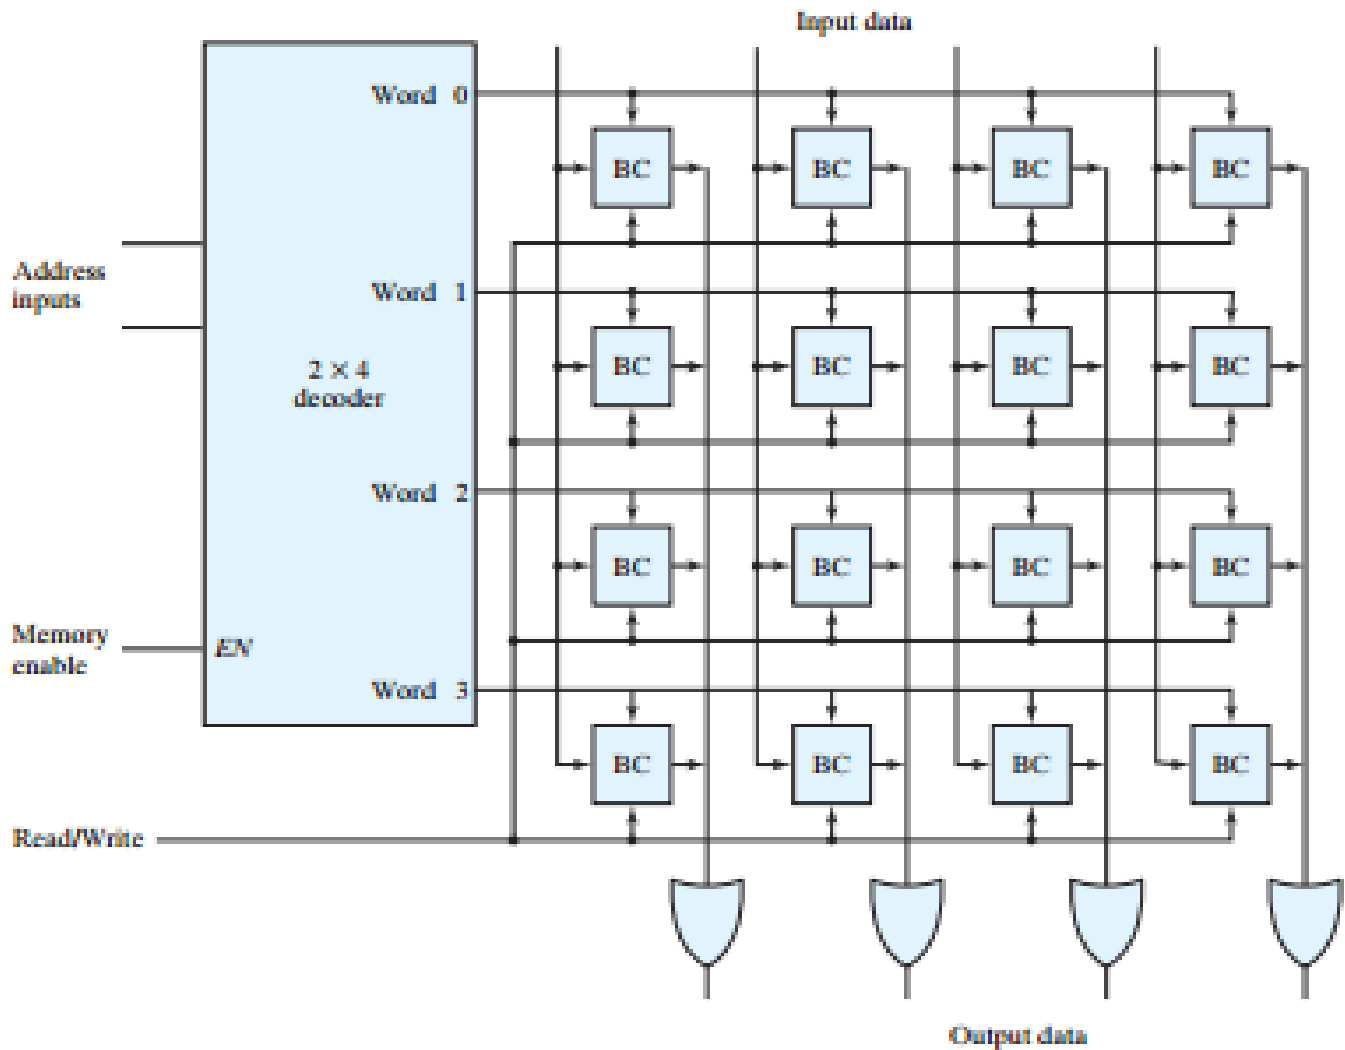 Input data
Word 0
BC BC BC BC
Address
inputs
Word 1
2 × 4
decoder
BC BC BC BC
Word 2
BC BC BC BC
Memory
enable
EN
Word 3
BC BC BC BC
Read/Write
Output data